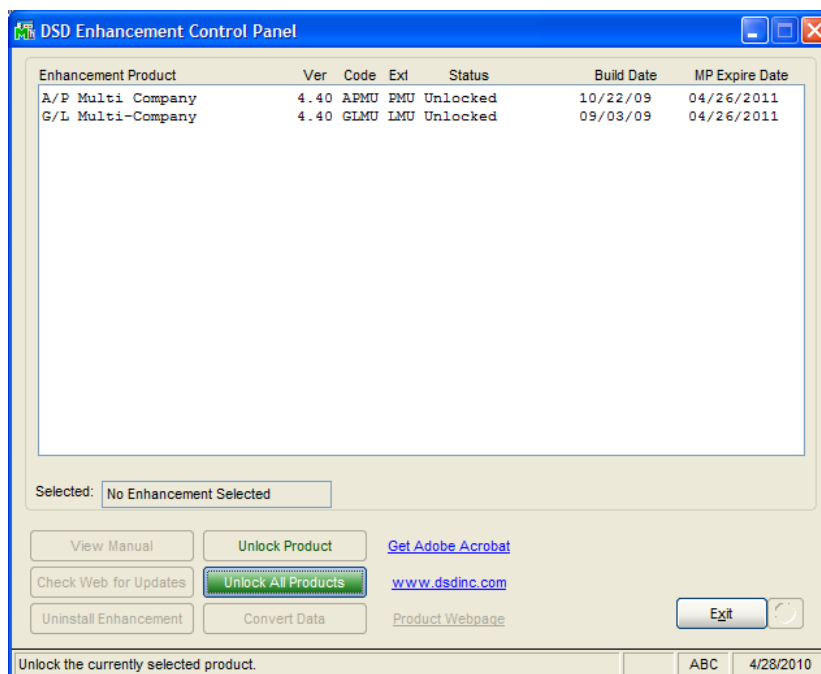 DSD Enhancement Control Panel
Enhancement Product Ver Code Ext Status Build Date MP Expire Date
A/P Multi Company 4.40 APMU PMU Unlocked 10/22/09 04/26/2011
G/L Multi-Company 4.40 GLMU LMU Unlocked 09/03/09 04/26/2011
Selected: No Enhancement Selected
View Manual Unlock Product Get Adobe Acrobat
Check Web for Updates Unlock All Products www.dsdinc.com
Uninstall Enhancement Convert Data Product Webpage Exit
Unlock the currently selected product. ABC 4/28/2010